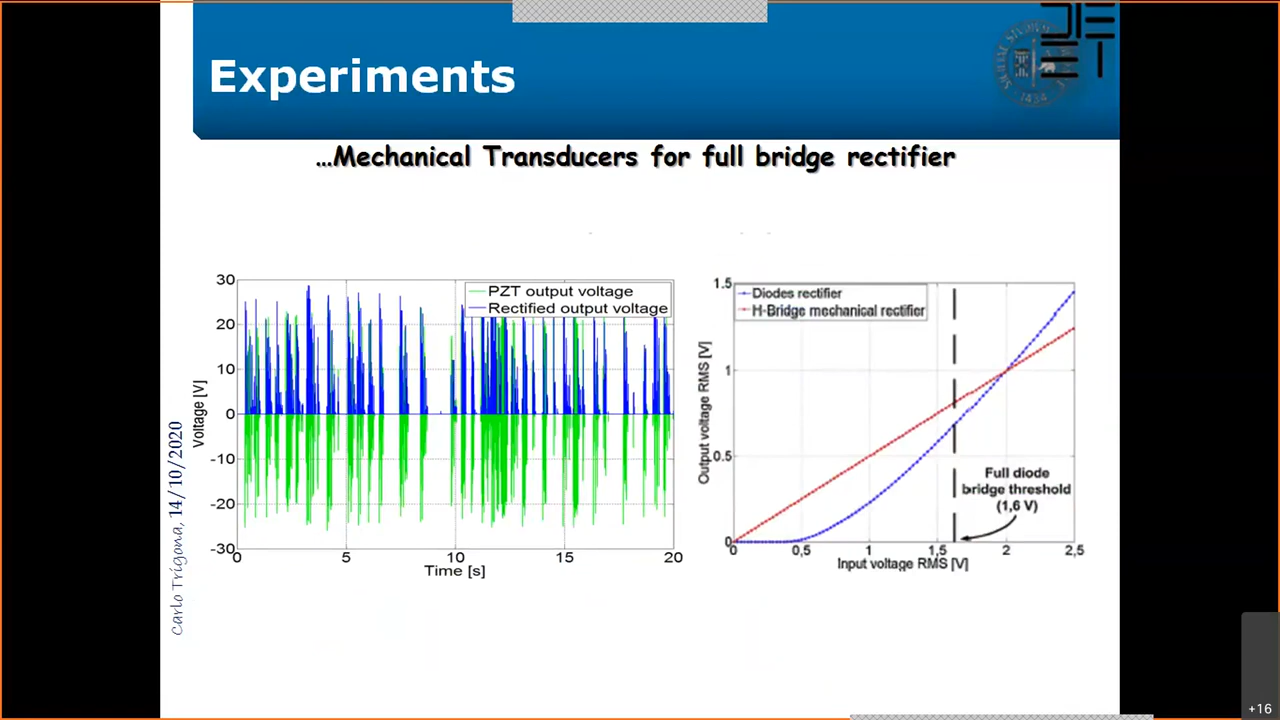 Experiments
...Mechanical Transducers for full bridge rectifier
Carlo Trigona, 14/10/2020
30
20
10
0
-10
-20
-30
Voltage [V]
PZT output voltage
Rectified output voltage
0
5
10
15
20
Time [s]
1.5
1
0.5
0
Output voltage RMS [V]
Diodes rectifier
H-Bridge mechanical rectifier
Full diode
bridge threshold
(1,6 V)
0
0,5
1
1,5
2
2,5
Input voltage RMS [V]
+16